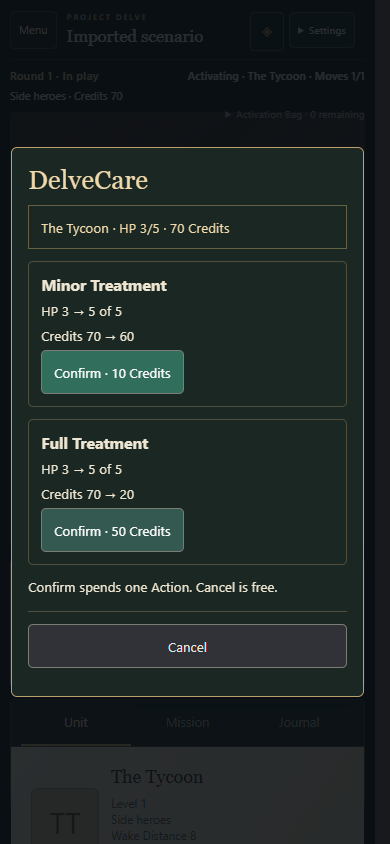 Menu
PROJECT DELVE
Imported scenario
Settings
Round 1 · In play
Activating · The Tycoon · Moves 1/1
Side heroes · Credits 70
Activation Bag · 0 remaining
DelveCare
The Tycoon · HP 3/5 · 70 Credits
Minor Treatment
HP 3 → 5 of 5
Credits 70 → 60
Confirm · 10 Credits
Full Treatment
HP 3 → 5 of 5
Credits 70 → 20
Confirm · 50 Credits
Confirm spends one Action. Cancel is free.
Cancel
Unit
Mission
Journal
The Tycoon
Level 1
TT
Side heroes
Wake Distance 8